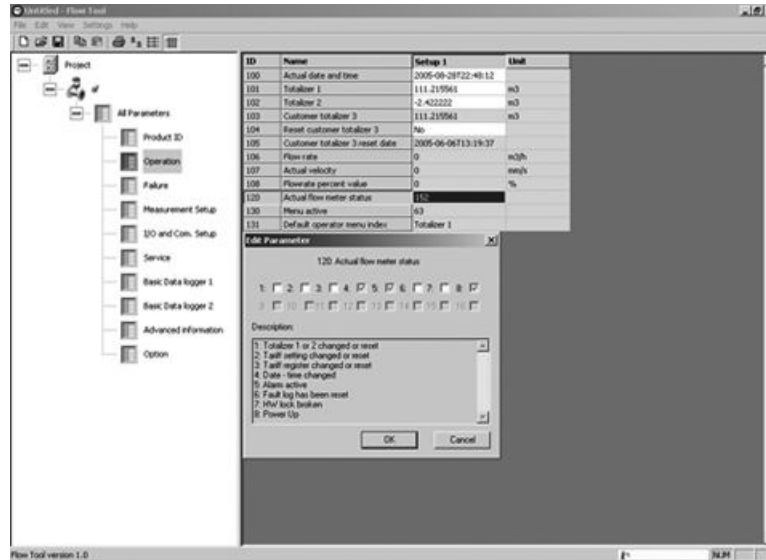 Untitled - Flow Tool
File Edit View Settings Help
Project
All Parameters
Product ID
Operation
Failure
Measurement Setup
I/O and Com. Setup
Service
Basic Data logger 1
Basic Data logger 2
Advanced information
Option
ID Name Setup 1 Unit
100 Actual date and time 2005-08-28T22:48:12
101 Totalizer 1 111.215561 m3
102 Totalizer 2 -2.422222 m3
103 Customer totalizer 3 111.215561 m3
104 Reset customer totalizer 3 No
105 Customer totalizer 3 reset date 2005-06-06T13:19:37
106 Flow rate 0 m3/h
107 Actual velocity 0 mm/s
108 Flowrate percent value 0 %
120 Actual flow meter status 152
130 Menu active 63
131 Default operator menu index Totalizer 1
Edit Parameter
120 Actual flow meter status
1: 2: 3: 4: 5: 6: 7: 8:
9: 10: 11: 12: 13: 14: 15: 16:
Description:
1: Totalizer 1 or 2 changed or reset
2: Tariff setting changed or reset
3: Tariff register changed or reset
4: Date - time changed
5: Alarm active
6: Fault log has been reset
7: HW lock broken
8: Power Up
OK Cancel
Flow Tool version 1.0 NUM